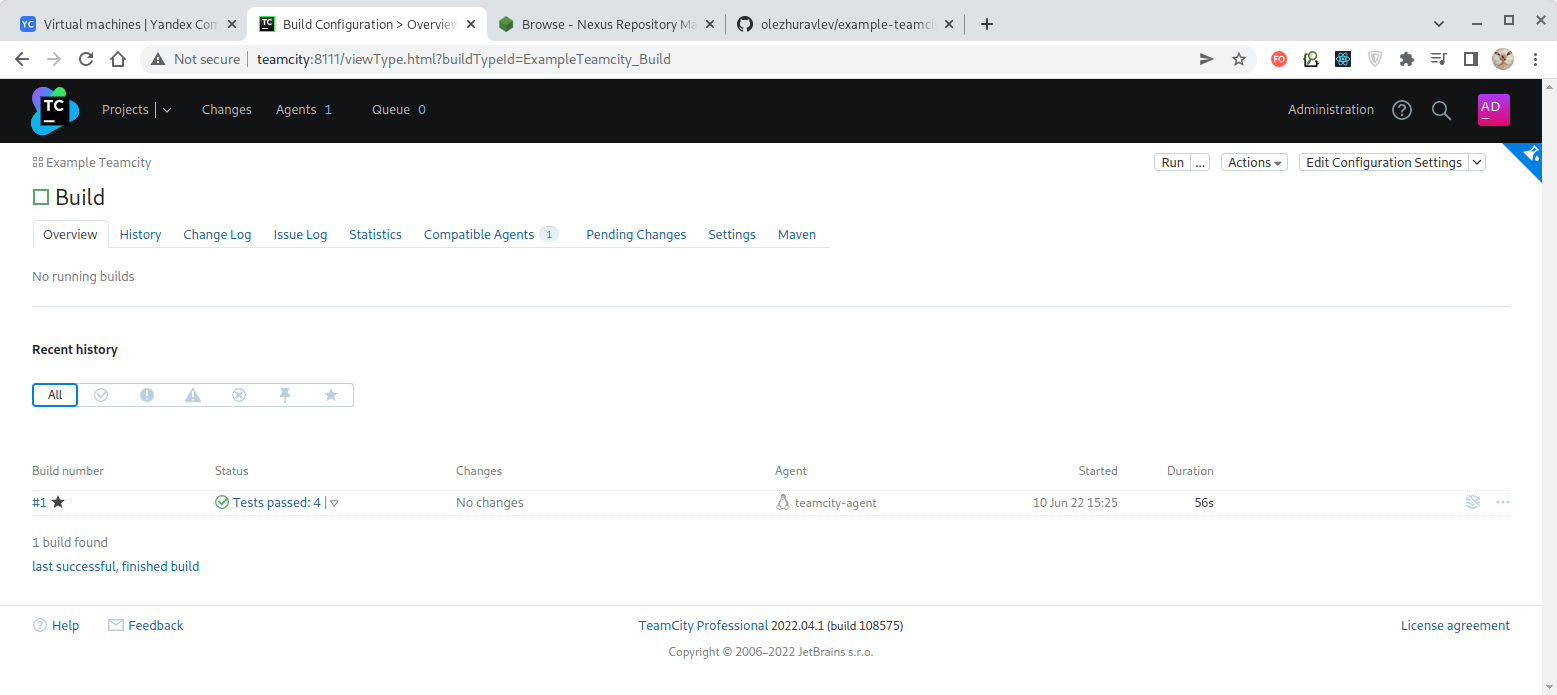 YC Virtual machines | Yandex Com
TC Build Configuration > Overview
Browse - Nexus Repository Ma
olezhuravlev/example-teamci
Not secure teamcity:8111/viewType.html?buildTypeId=ExampleTeamcity_Build
FO
TC Projects Changes Agents 1 Queue 0 Administration AD
Example Teamcity Run ... Actions Edit Configuration Settings
Build
Overview History Change Log Issue Log Statistics Compatible Agents 1 Pending Changes Settings Maven
No running builds
Recent history
All
Build number Status Changes Agent Started Duration
#1 Tests passed: 4 No changes teamcity-agent 10 Jun 22 15:25 56s
1 build found
last successful, finished build
Help Feedback TeamCity Professional 2022.04.1 (build 108575) License agreement
Copyright © 2006–2022 JetBrains s.r.o.